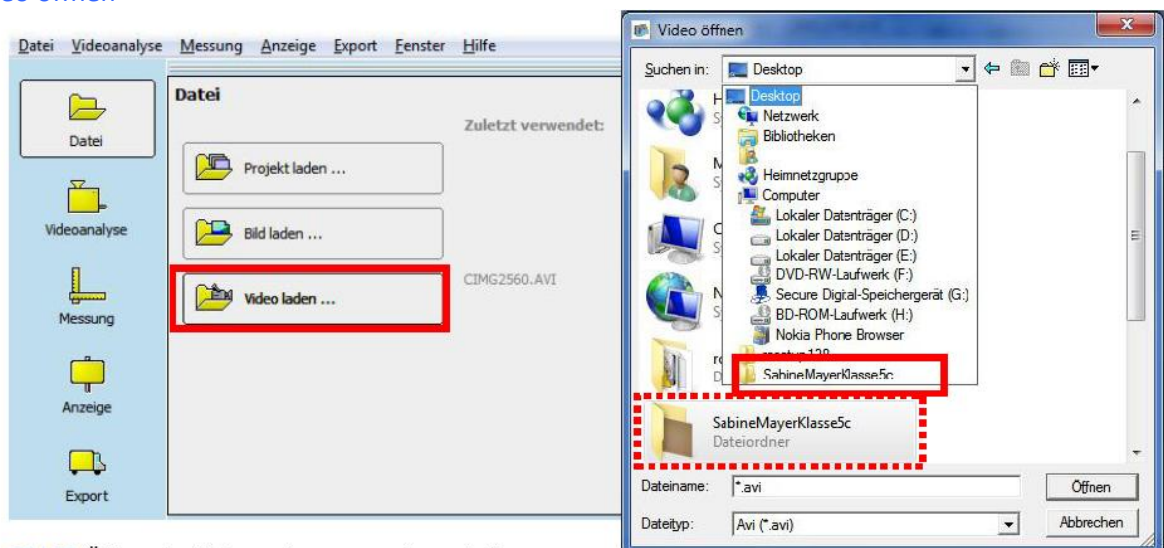 öffnen
Datei Videoanalyse Messung Anzeige Export Fenster Hilfe
Datei
Videoanalyse
Messung
Anzeige
Export
Datei
Zuletzt verwendet:
Projekt laden ...
Bild laden ...
Video laden ...
CIMG2560.AVI
Video öffnen
Suchen in: Desktop
Desktop
Netzwerk
Bibliotheken
Heimnetzgruppe
Computer
Lokaler Datenträger (C:)
Lokaler Datenträger (D:)
Lokaler Datenträger (E:)
DVD-RW-Laufwerk (F:)
Secure Digital-Speichergerät (G:)
BD-ROM-Laufwerk (H:)
Nokia Phone Browser
SabineMayerKlasse5c
SabineMayerKlasse5c
Dateiordner
Dateiname: *.avi Öffnen
Dateityp: Avi (*.avi) Abbrechen